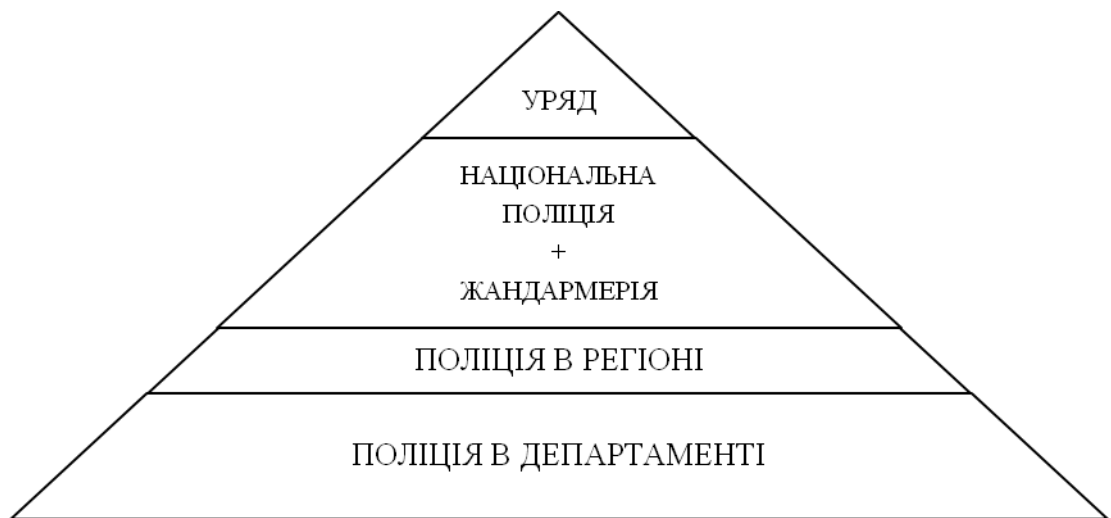 УРЯД
НАЦІОНАЛЬНА
ПОЛІЦІЯ
+
ЖАНДАРМЕРІЯ
ПОЛІЦІЯ В РЕГІОНІ
ПОЛІЦІЯ В ДЕПАРТАМЕНТІ